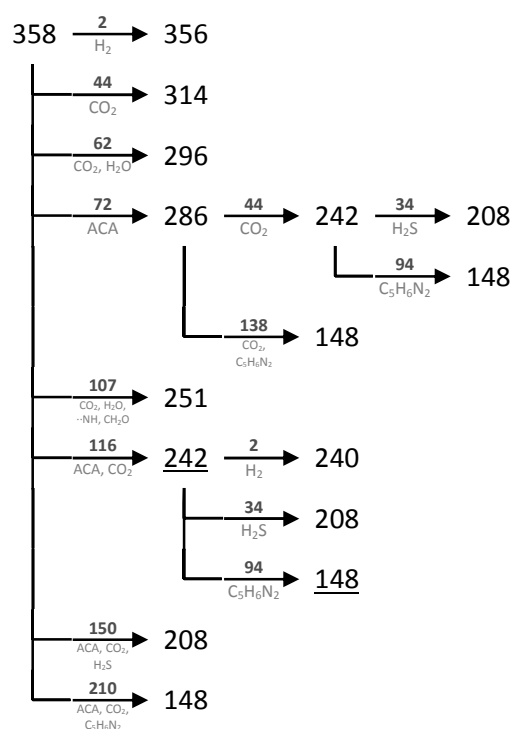 358 2 356
H₂
44 314
CO₂
62 296
CO₂, H₂O
72 286 44 242 34 208
ACA CO₂ H₂S
94 148
C₅H₆N₂
138 148
CO₂,
C₅H₆N₂
107 251
CO₂, H₂O,
··NH, CH₂O
116 242 2 240
ACA, CO₂ H₂
34 208
H₂S
94 148
C₅H₆N₂
150 208
ACA, CO₂,
H₂S
210 148
ACA, CO₂,
C₅H₆N₂